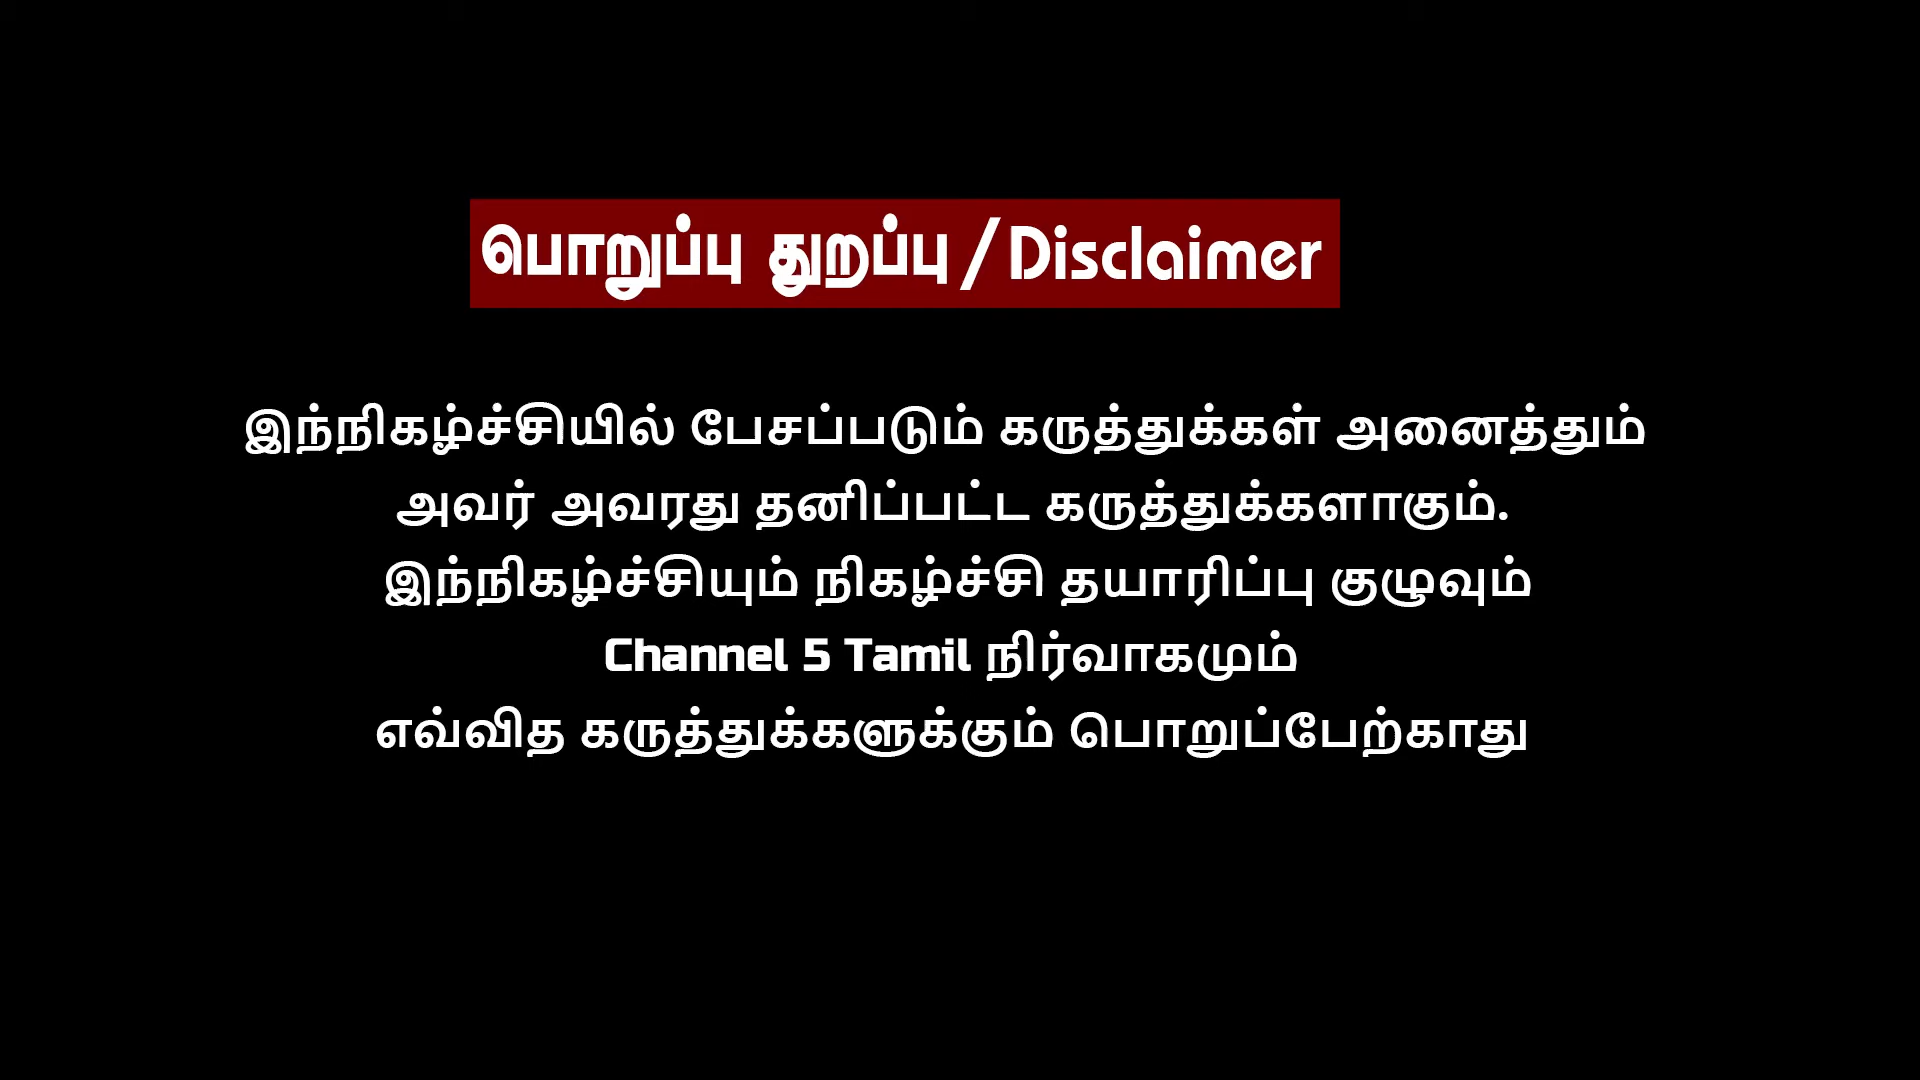 பொறுப்பு துறப்பு / Disclaimer
இந்நிகழ்ச்சியில் பேசப்படும் கருத்துக்கள் அனைத்தும்
அவர் அவரது தனிப்பட்ட கருத்துக்களாகும்.
இந்நிகழ்ச்சியும் நிகழ்ச்சி தயாரிப்பு குழுவும்
Channel 5 Tamil நிர்வாகமும்
எவ்வித கருத்துக்களுக்கும் பொறுப்பேற்காது